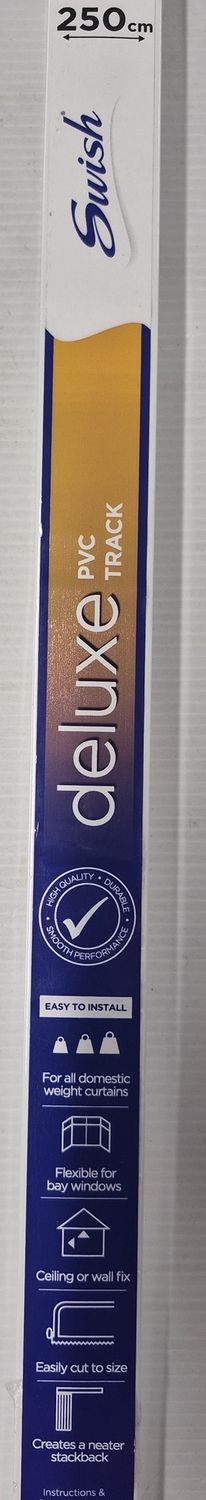 250cm
Swish
deluxe PVC
TRACK
HIGH QUALITY • DURABLE
• SMOOTH PERFORMANCE •
EASY TO INSTALL
For all domestic
weight curtains
Flexible for
bay windows
Ceiling or wall fix
Easily cut to size
Creates a neater
stackback
Instructions &